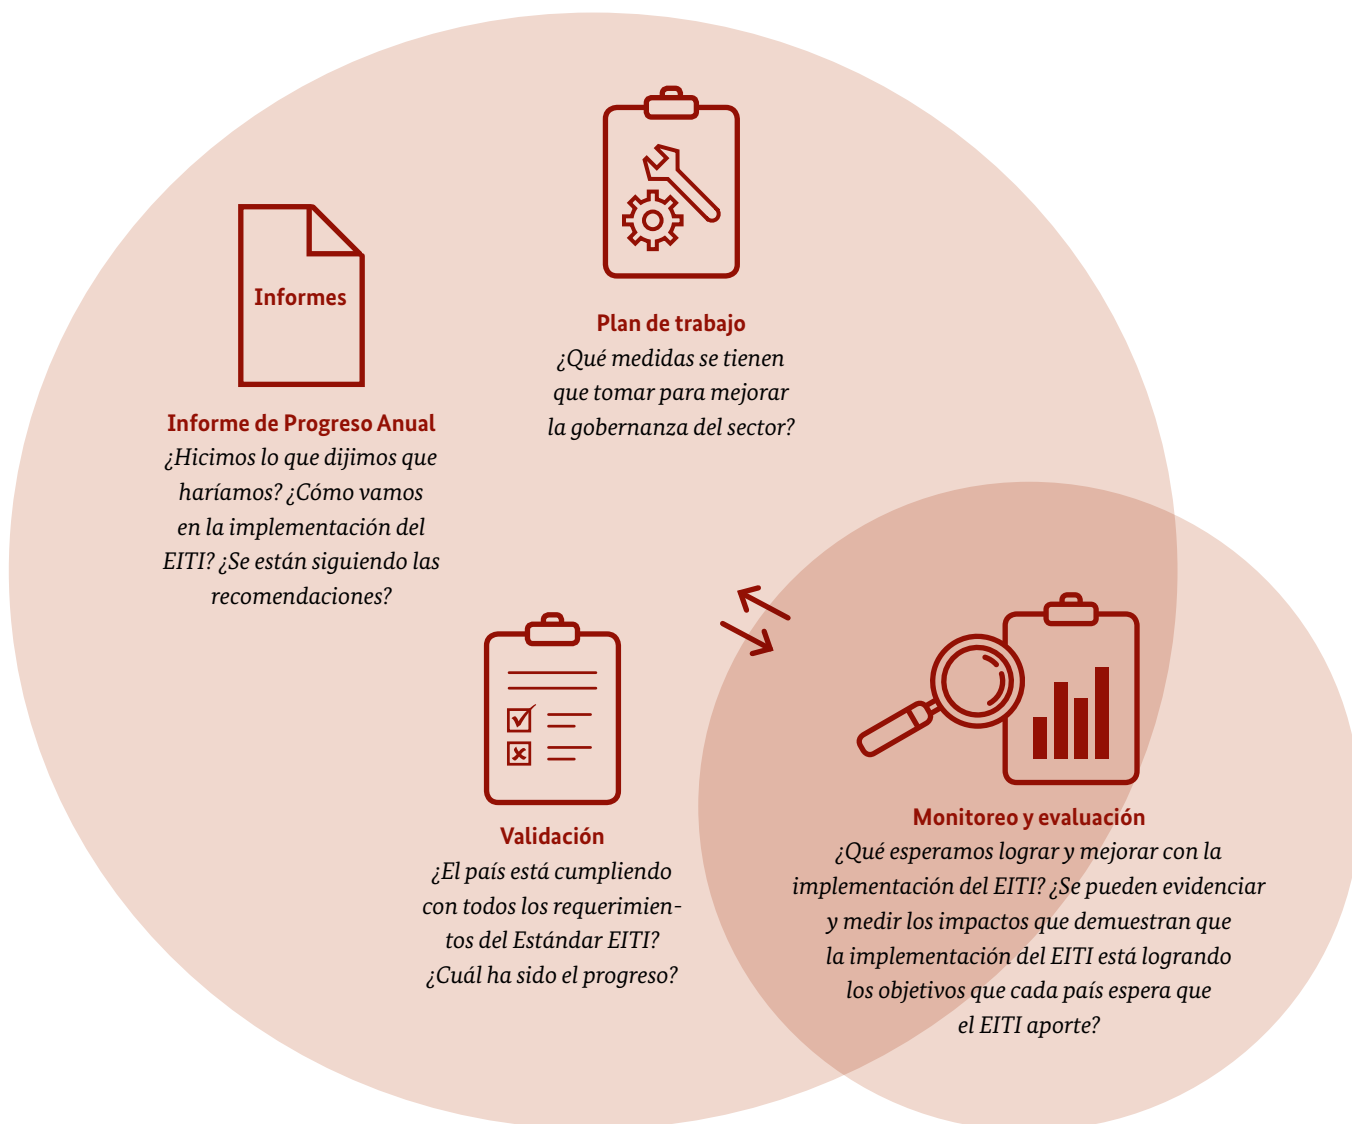 Informes
Informe de Progreso Anual
¿Hicimos lo que dijimos que
haríamos? ¿Cómo vamos
en la implementación del
EITI? ¿Se están siguiendo las
recomendaciones?
Plan de trabajo
¿Qué medidas se tienen
que tomar para mejorar
la gobernanza del sector?
Validación
¿El país está cumpliendo
con todos los requerimien-
tos del Estándar EITI?
¿Cuál ha sido el progreso?
Monitoreo y evaluación
¿Qué esperamos lograr y mejorar con la
implementación del EITI? ¿Se pueden evidenciar
y medir los impactos que demuestran que
la implementación del EITI está logrando
los objetivos que cada país espera que
el EITI aporte?